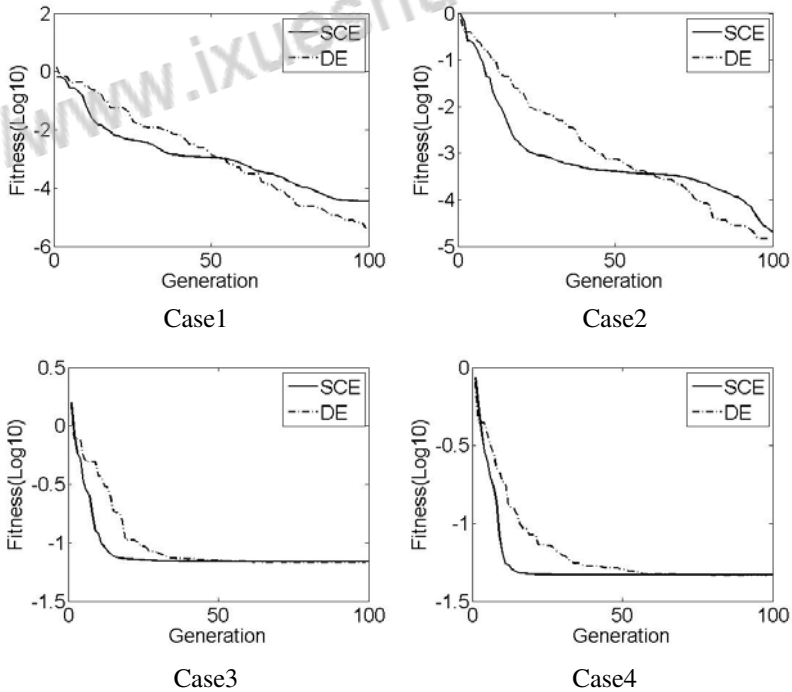 www.ixuesh
2
0
-2
-4
-6
0
50
100
Fitness(Log10)
Generation
SCE
DE
Case1
0
-1
-2
-3
-4
-5
0
50
100
Fitness(Log10)
Generation
SCE
DE
Case2
0.5
0
-0.5
-1
-1.5
0
50
100
Fitness(Log10)
Generation
SCE
DE
Case3
0
-0.5
-1
-1.5
0
50
100
Fitness(Log10)
Generation
SCE
DE
Case4